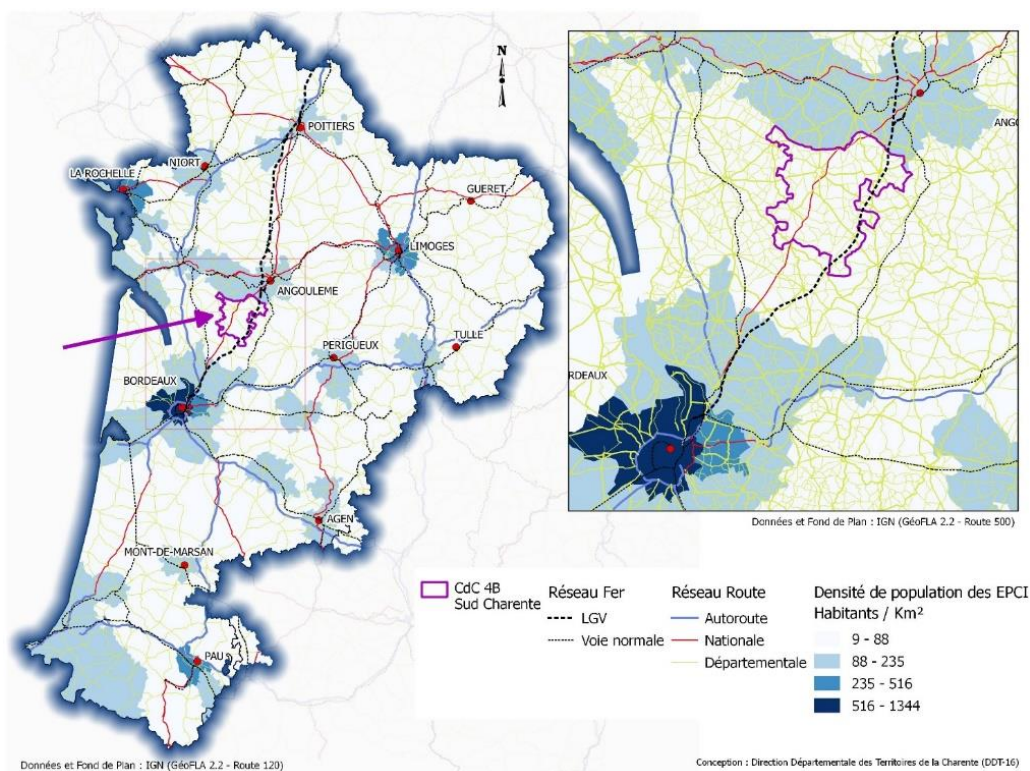 N
POITIERS
NIORT
LA ROCHELLE
GUERET
LIMOGES
ANGOULEME
TULLE
PERIGUEUX
BORDEAUX
AGEN
MONT-DE-MARSAN
PAU
Données et Fond de Plan : IGN (GéoFLA 2.2 - Route 120)
ANGO
RDEAUX
Données et Fond de Plan : IGN (GéoFLA 2.2 - Route 500)
CdC 4B
Sud Charente
Réseau Fer
LGV
Voie normale
Réseau Route
Autoroute
Nationale
Départementale
Densité de population des EPCI
Habitants / Km²
9 - 88
88 - 235
235 - 516
516 - 1344
Conception : Direction Départementale des Territoires de la Charente (DDT-16)